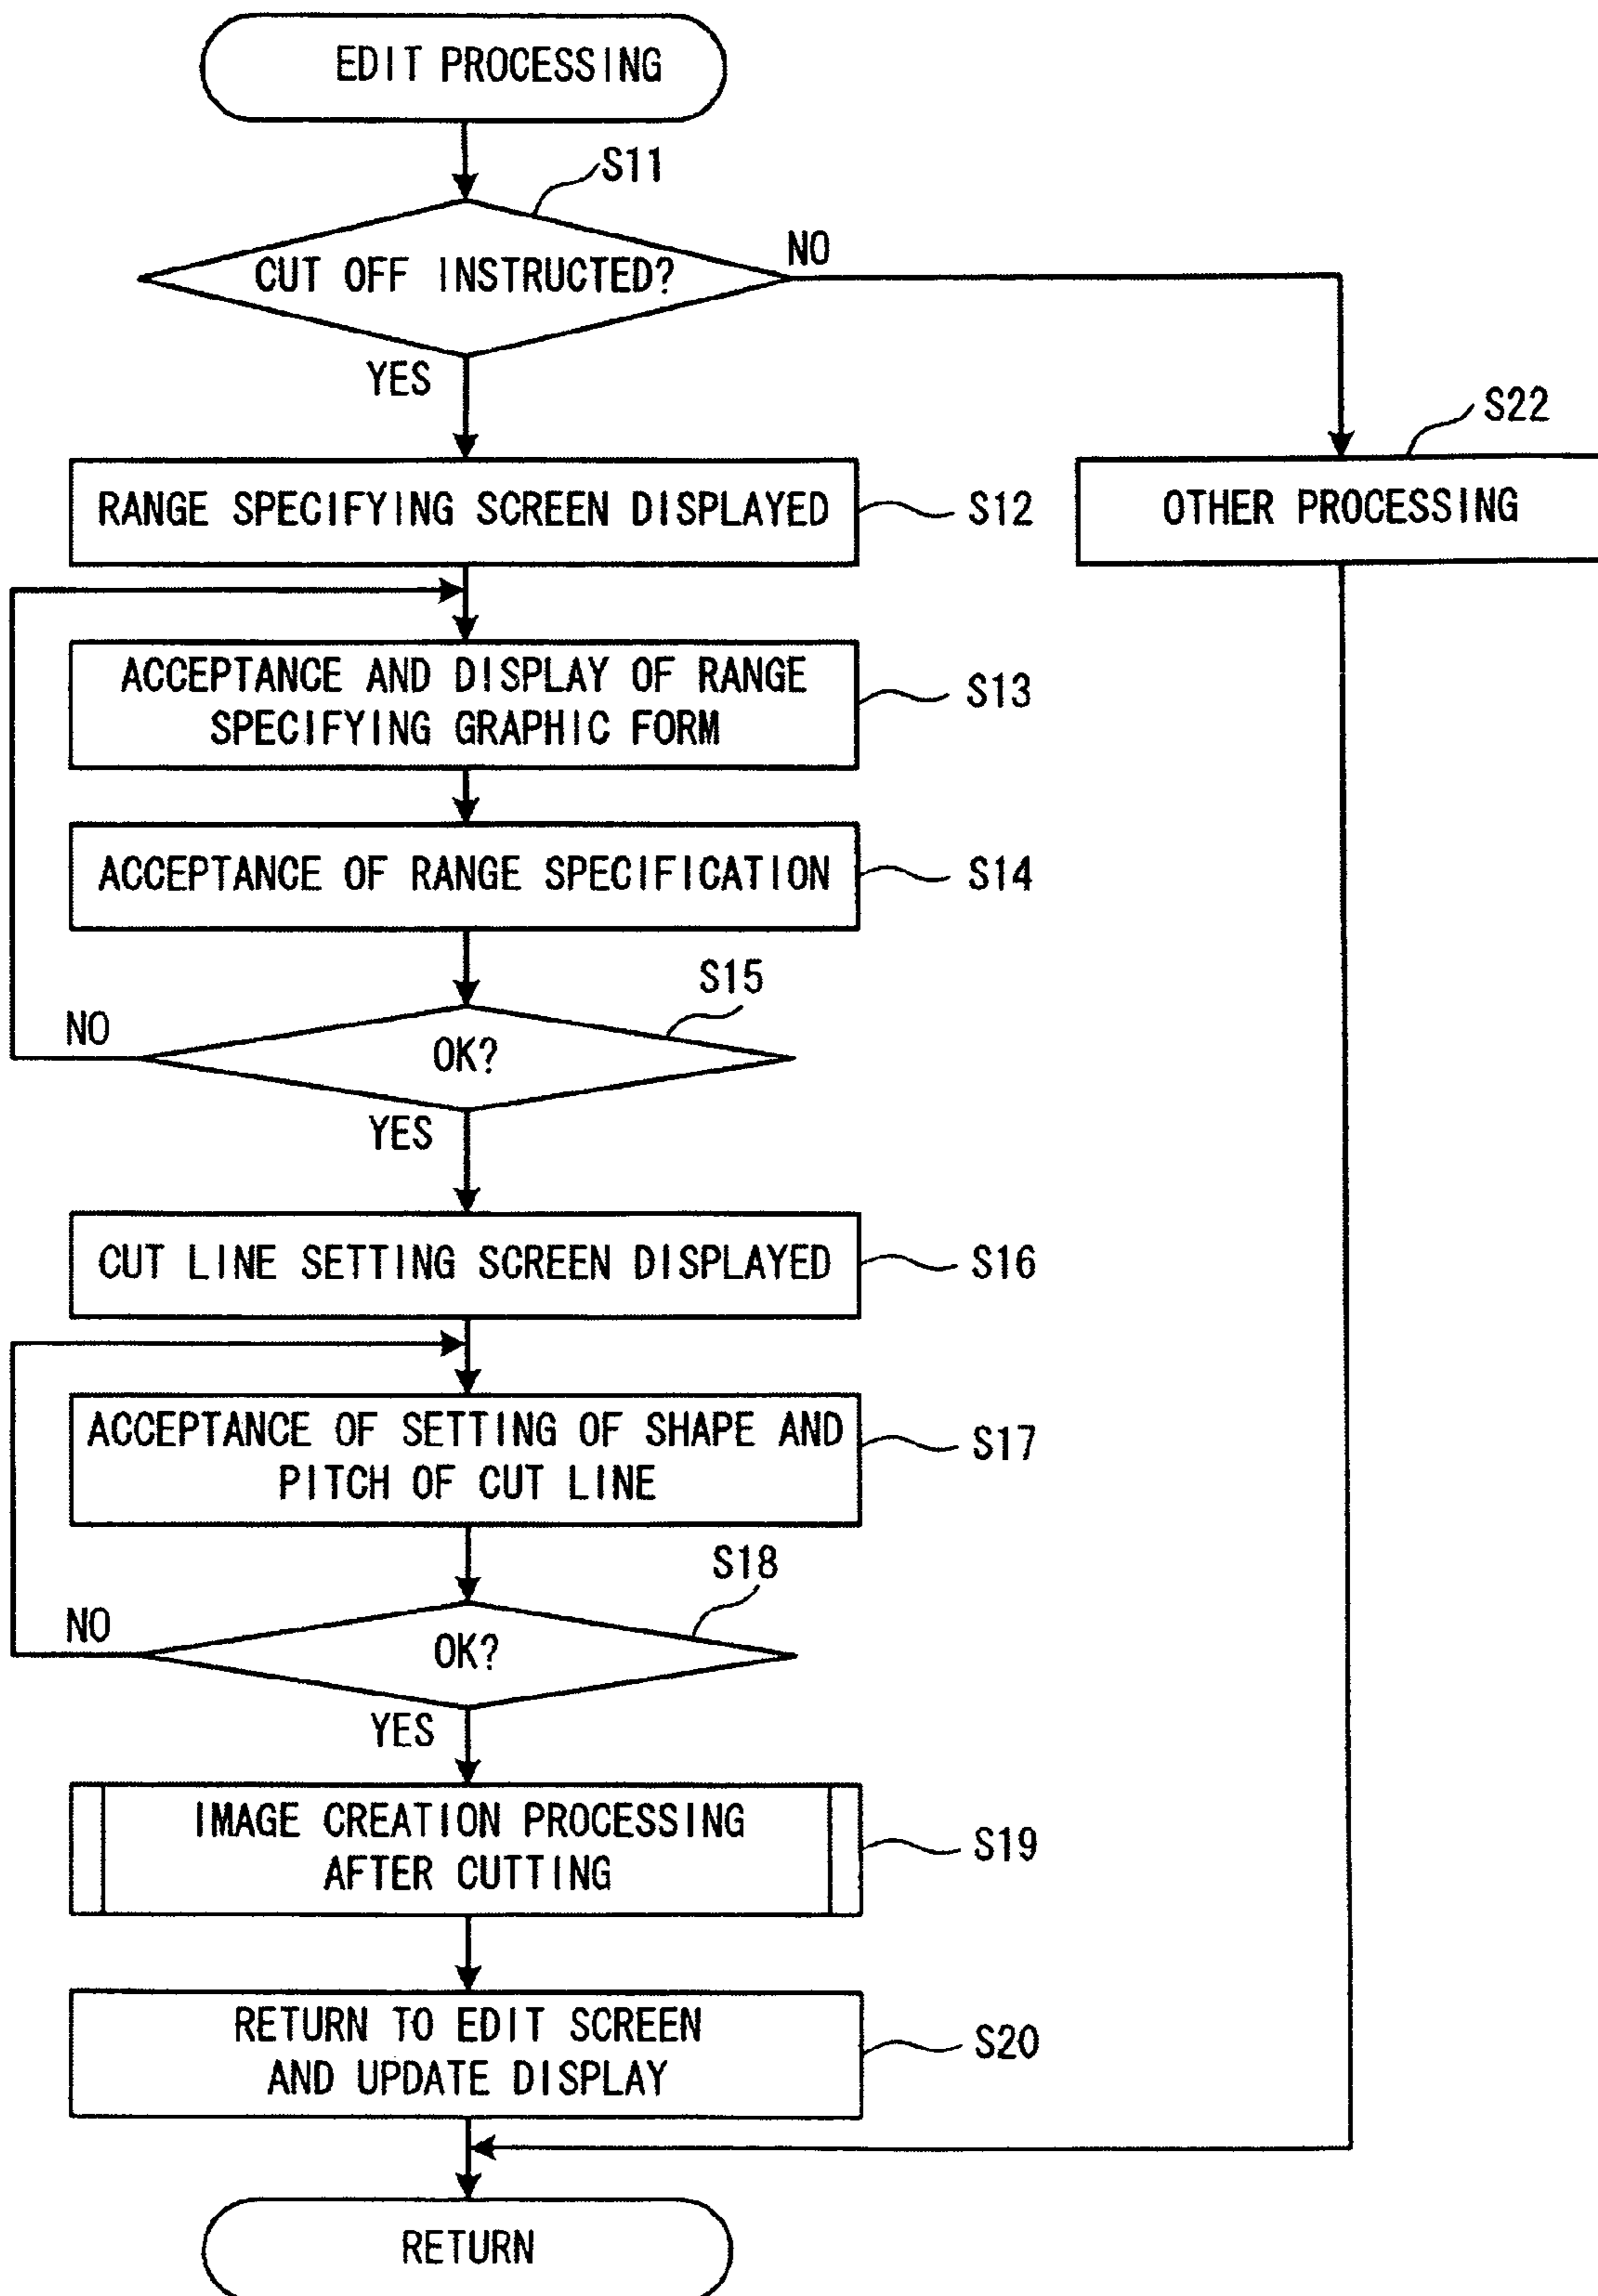 EDIT PROCESSING
S11
CUT OFF INSTRUCTED?
NO
YES
S22
RANGE SPECIFYING SCREEN DISPLAYED
S12
OTHER PROCESSING
ACCEPTANCE AND DISPLAY OF RANGE
SPECIFYING GRAPHIC FORM
S13
ACCEPTANCE OF RANGE SPECIFICATION
S14
S15
NO
OK?
YES
CUT LINE SETTING SCREEN DISPLAYED
S16
ACCEPTANCE OF SETTING OF SHAPE AND
PITCH OF CUT LINE
S17
S18
NO
OK?
YES
IMAGE CREATION PROCESSING
AFTER CUTTING
S19
RETURN TO EDIT SCREEN
AND UPDATE DISPLAY
S20
RETURN